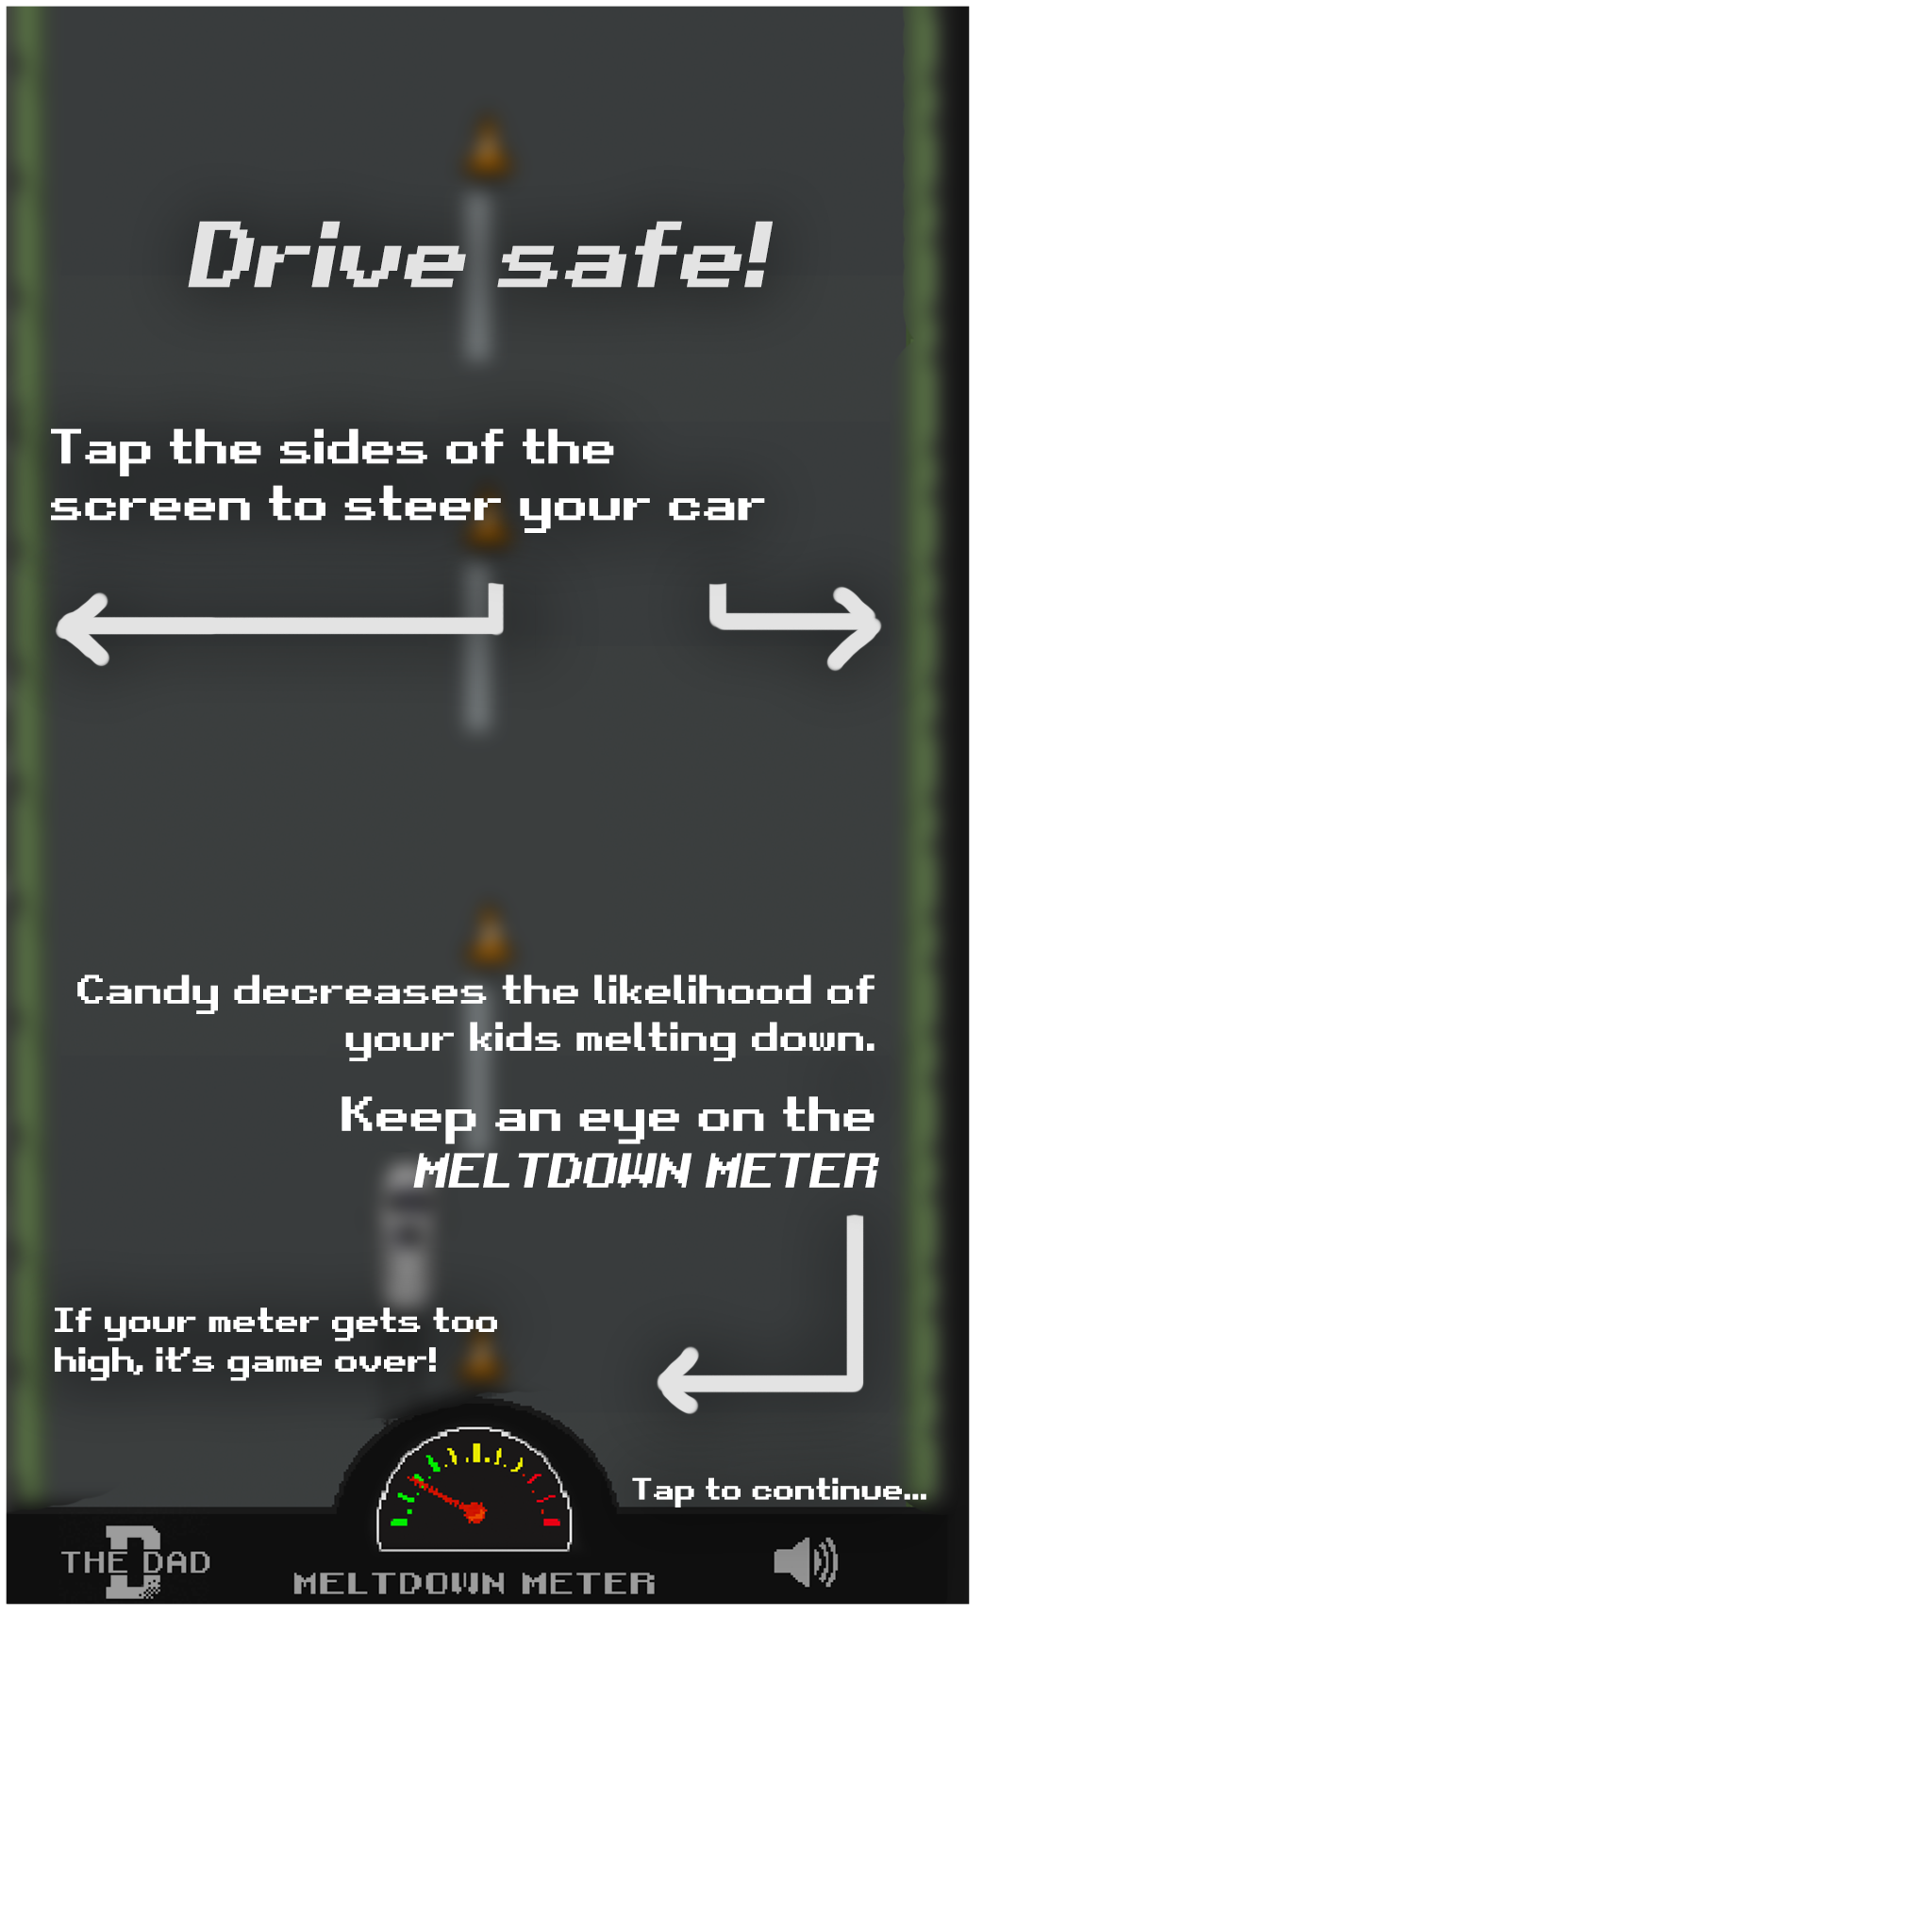 Drive safe!
Tap the sides of the
screen to steer your car
Candy decreases the likelihood of
your kids melting down.
Keep an eye on the
MELTDOWN METER
If your meter gets too
high, it's game over!
Tap to continue...
D
THE DAD
MELTDOWN METER